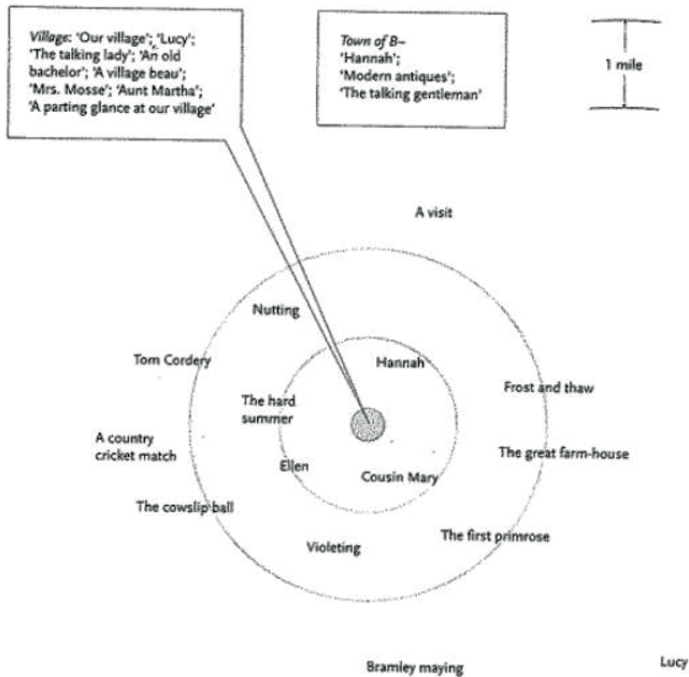 Village: 'Our village'; 'Lucy';
'The talking lady'; 'An old
bachelor'; 'A village beau';
'Mrs. Mosse'; 'Aunt Martha';
'A parting glance at our village'
Town of B–
'Hannah';
'Modern antiques';
'The talking gentleman'
1 mile
A visit
Nutting
Tom Cordery
Hannah
Frost and thaw
The hard
summer
A country
cricket match
The great farm-house
Ellen
Cousin Mary
The cowslip ball
The first primrose
Violeting
Bramley maying
Lucy